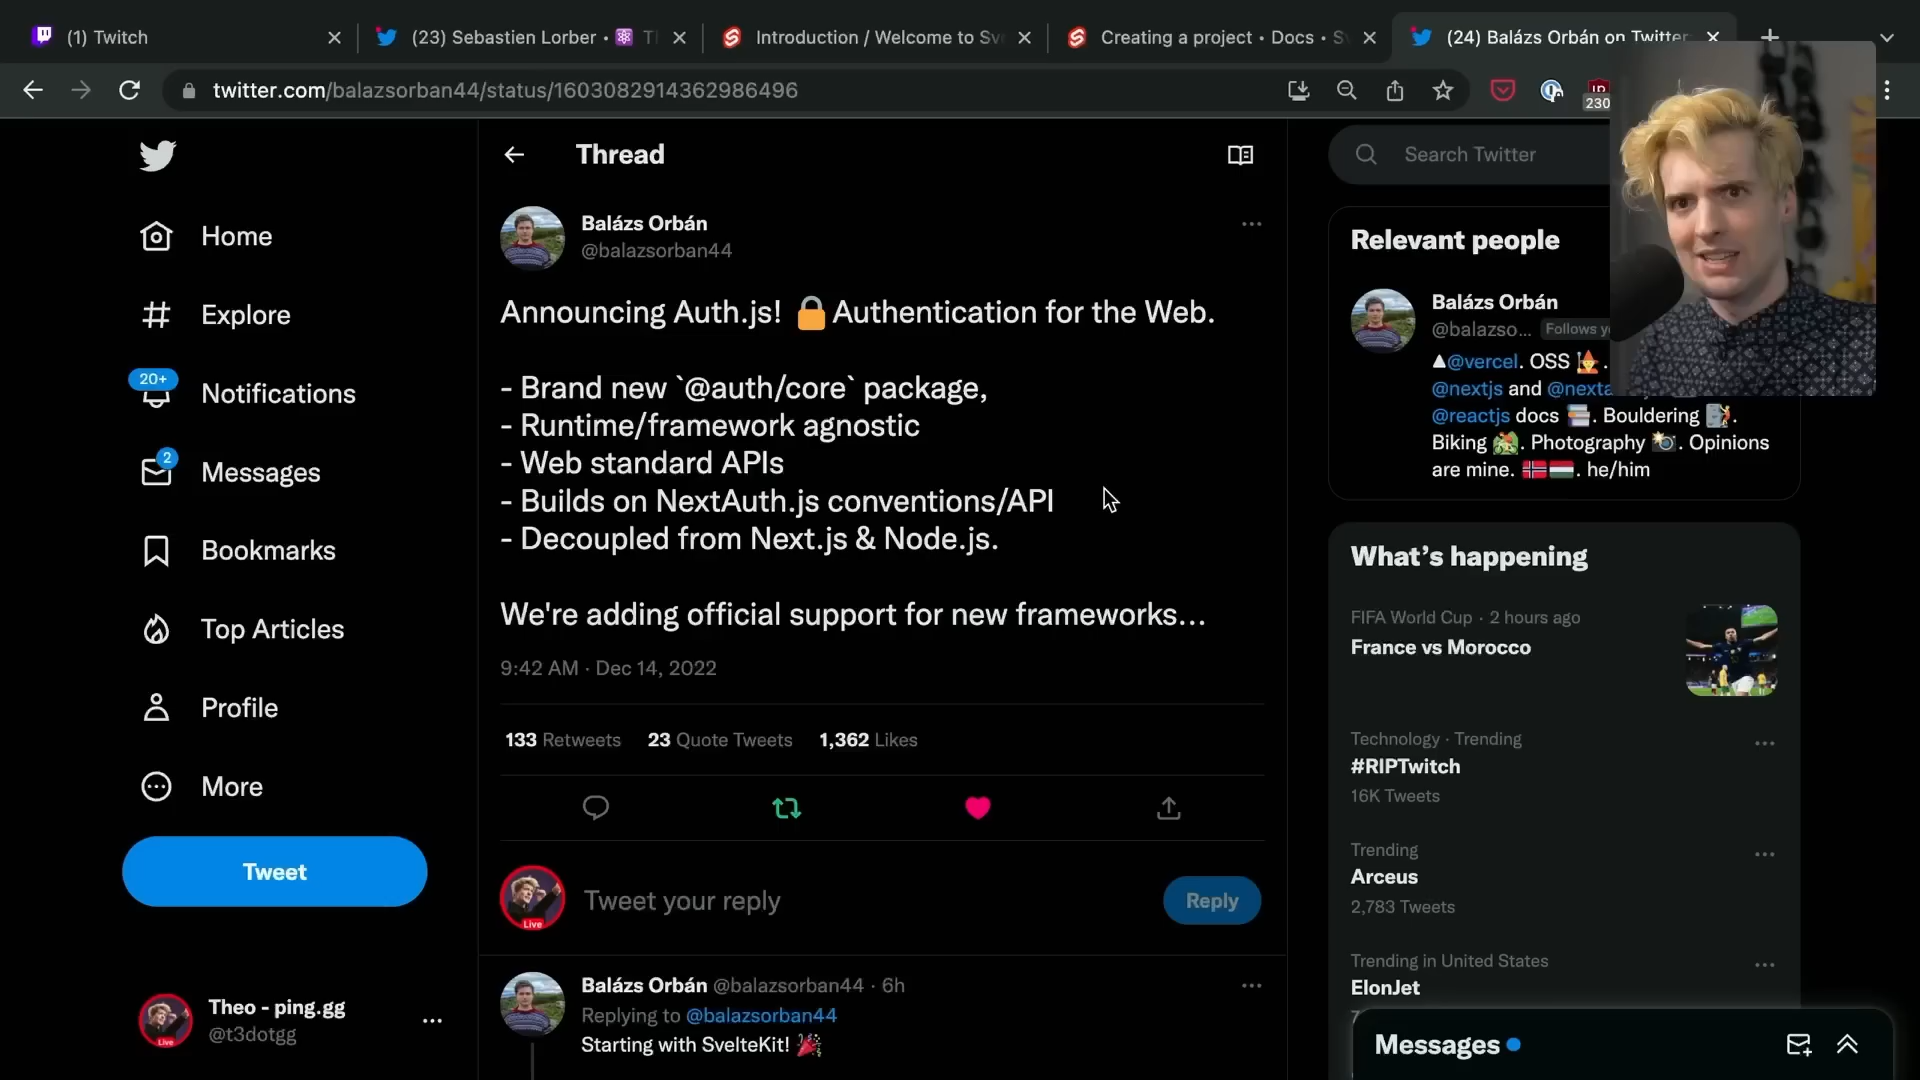 (1) Twitch
(23) Sebastien Lorber •
Introduction / Welcome to Sv
Creating a project • Docs • S
(24) Balázs Orbán on Twitter
twitter.com/balazsorban44/status/1603082914362986496
230
Home
Explore
20+
Notifications
2
Messages
Bookmarks
Top Articles
Profile
More
Tweet
Theo - ping.gg
@t3dotgg
Live
Thread
Balázs Orbán
@balazsorban44
Announcing Auth.js! 🔒 Authentication for the Web.
- Brand new `@auth/core` package,
- Runtime/framework agnostic
- Web standard APIs
- Builds on NextAuth.js conventions/API
- Decoupled from Next.js & Node.js.
We're adding official support for new frameworks...
9:42 AM · Dec 14, 2022
133 Retweets 23 Quote Tweets 1,362 Likes
Live
Tweet your reply
Reply
Balázs Orbán @balazsorban44 · 6h
Replying to @balazsorban44
Starting with SvelteKit! 🎉
Search Twitter
Relevant people
Balázs Orbán
@balazso... Follows y
▲@vercel. OSS
@nextjs and @nexta
@reactjs docs 📚. Bouldering 🧗.
Biking 🚵. Photography 📸. Opinions
are mine. 🇳🇴🇭🇺. he/him
What's happening
FIFA World Cup · 2 hours ago
France vs Morocco
Technology · Trending
#RIPTwitch
16K Tweets
Trending
Arceus
2,783 Tweets
Trending in United States
ElonJet
Messages